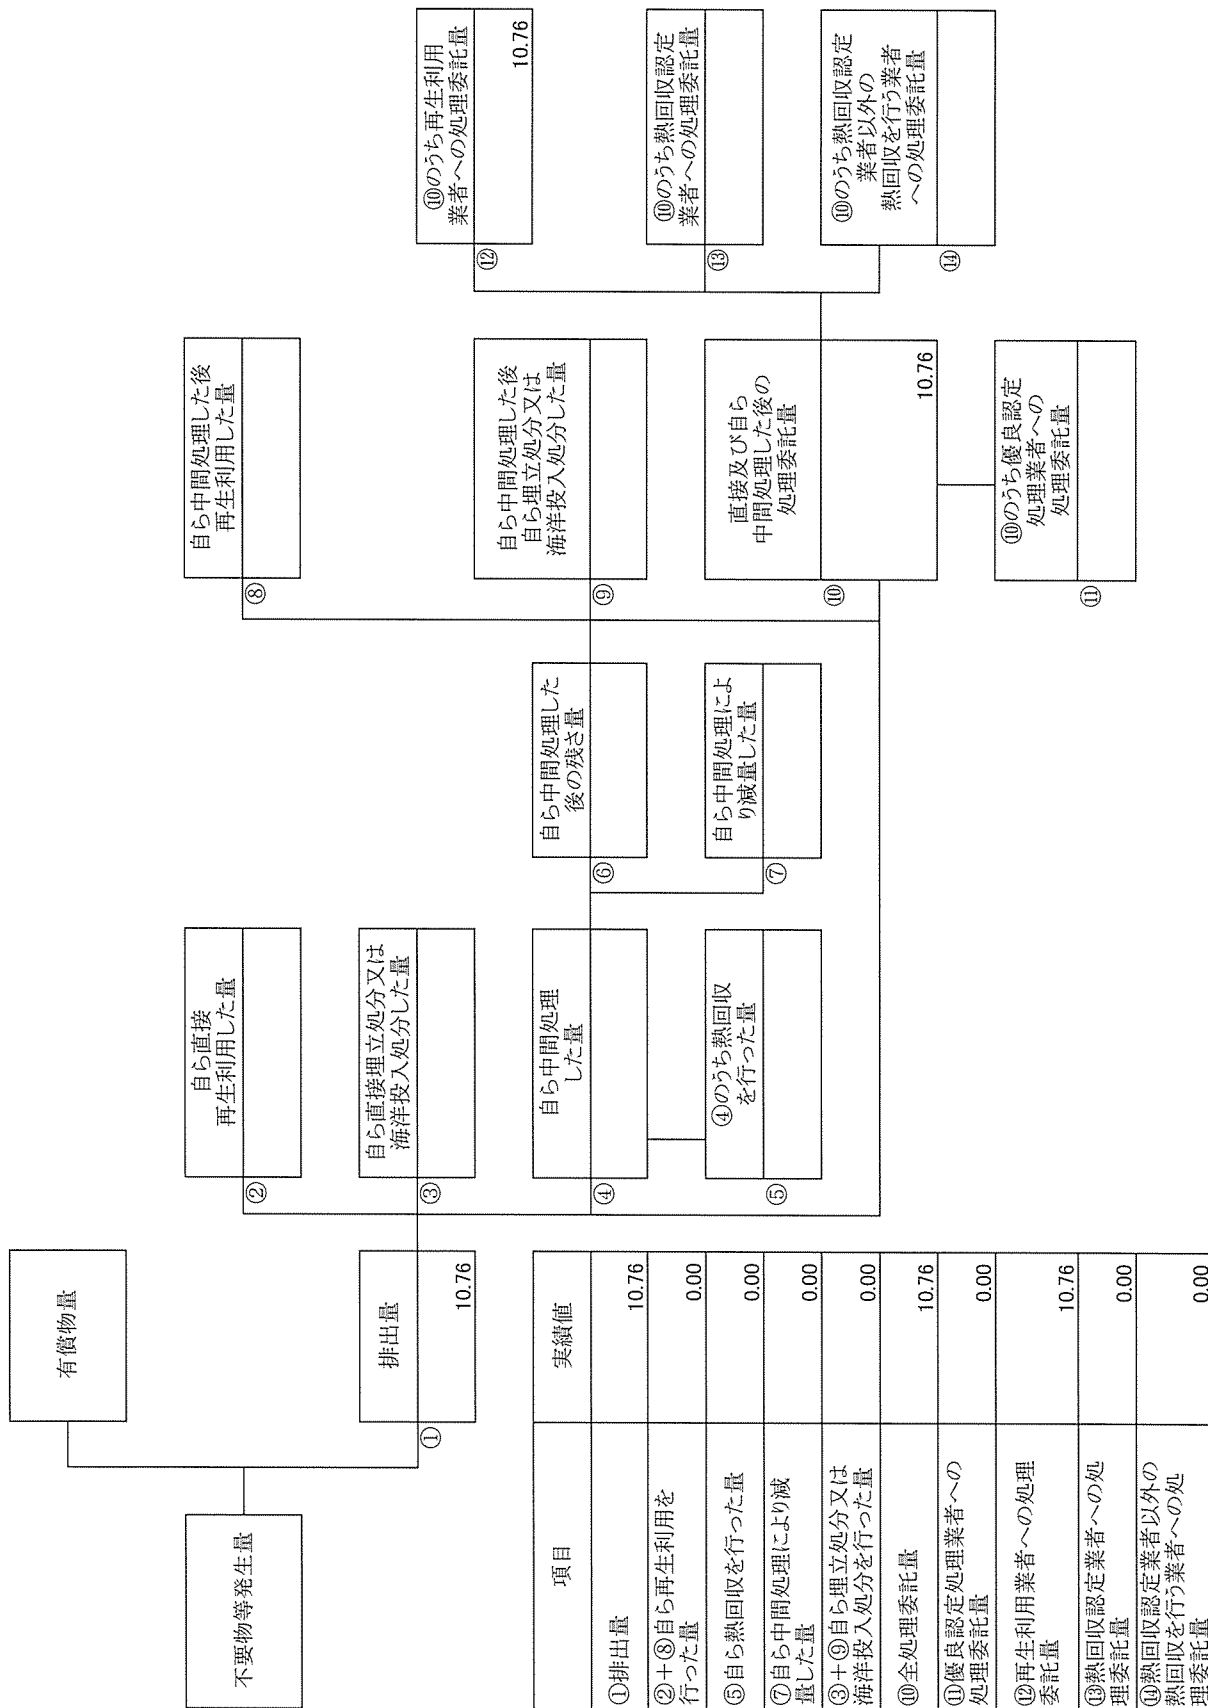 不要物等発生量
有償物量
①
排出量
10.76
②
自ら直接
再生利用した量
③
自ら直接埋立処分又は
海洋投入処分した量
④
自ら中間処理
した量
⑤
④のうち熱回収
を行った量
⑥
自ら中間処理した
後の残さ量
⑦
自ら中間処理によ
り減量した量
⑧
自ら中間処理した後
再生利用した量
⑨
自ら中間処理した後
自ら埋立処分又は
海洋投入処分した量
⑩
直接及び自ら
中間処理した後の
処理委託量
10.76
⑪
⑩のうち優良認定
処理業者への
処理委託量
⑫
⑩のうち再生利用
業者への処理委託量
10.76
⑬
⑩のうち熱回収認定
業者への処理委託量
⑭
⑩のうち熱回収認定
業者以外の
熱回収を行う業者
への処理委託量
項目 実績値
①排出量 10.76
②+⑧自ら再生利用を
行った量 0.00
⑤自ら熱回収を行った量 0.00
⑦自ら中間処理により減
量した量 0.00
③+⑨自ら埋立処分又は
海洋投入処分を行った量 0.00
⑩全処理委託量 10.76
⑪優良認定処理業者への
処理委託量 0.00
⑫再生利用業者への処理
委託量 10.76
⑬熱回収認定業者への処
理委託量 0.00
⑭熱回収認定業者以外の
熱回収を行う業者への処
理委託量 0.00